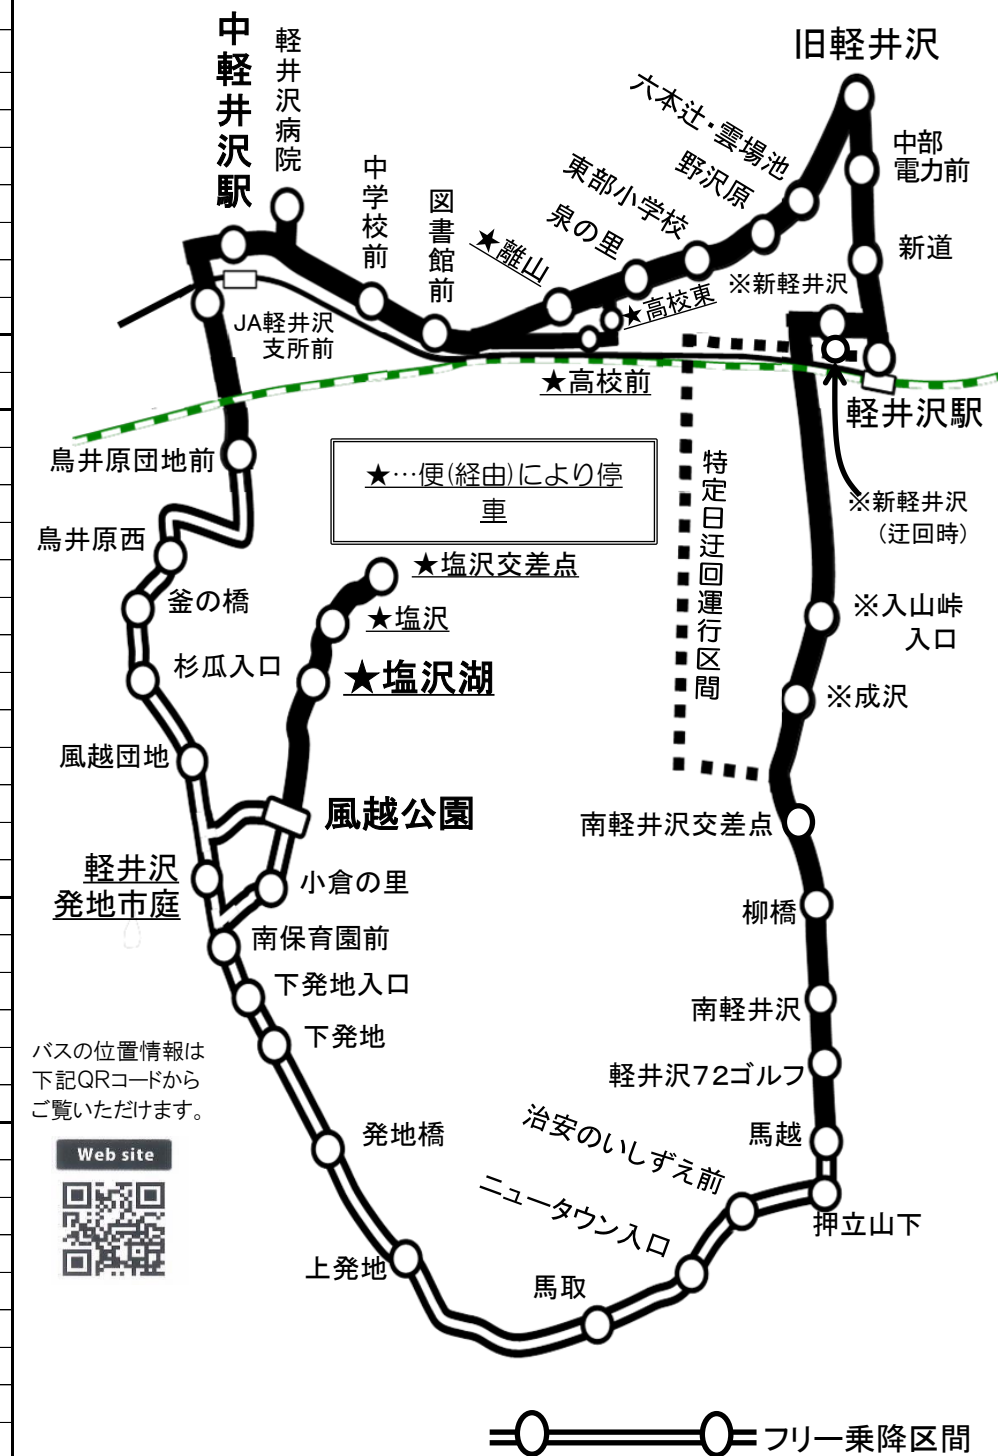 旧軽井沢
中軽井沢駅
軽井沢病院
六本辻・雲場池
中部
電力前
野沢原
東部小学校
中学校前
図書館前
泉の里
★離山
新道
※新軽井沢
★高校東
JA軽井沢
支所前
★高校前
軽井沢駅
鳥井原団地前
★…便(経由)により停
車
特定日迂回運行区間
※新軽井沢
(迂回時)
鳥井原西
★塩沢交差点
釜の橋
★塩沢
※入山峠
入口
杉瓜入口
★塩沢湖
※成沢
風越団地
風越公園
南軽井沢交差点
軽井沢
発地市庭
小倉の里
柳橋
南保育園前
下発地入口
南軽井沢
下発地
バスの位置情報は
下記QRコードから
ご覧いただけます。
軽井沢72ゴルフ
発地橋
馬越
治安のいしずえ前
Web site
ニュータウン入口
押立山下
上発地
馬取
フリー乗降区間